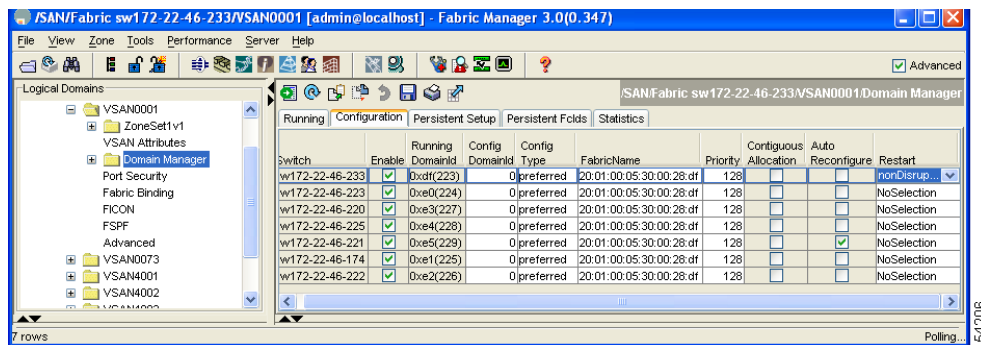 /SAN/Fabric sw172-22-46-233/VSAN0001 [admin@localhost] - Fabric Manager 3.0(0.347)
File View Zone Tools Performance Server Help
Advanced
Logical Domains
/SAN/Fabric sw172-22-46-233/VSAN0001/Domain Manager
VSAN0001
ZoneSet1v1
VSAN Attributes
Domain Manager
Port Security
Fabric Binding
FICON
FSPF
Advanced
VSAN0073
VSAN4001
VSAN4002
Running Configuration Persistent Setup Persistent FcIds Statistics
Switch Enable Running DomainId Config DomainId Config Type FabricName Priority Contiguous Allocation Auto Reconfigure Restart
w172-22-46-233 0xdf(223) 0 preferred 20:01:00:05:30:00:28:df 128 nonDisrup...
w172-22-46-223 0xe0(224) 0 preferred 20:01:00:05:30:00:28:df 128 NoSelection
w172-22-46-220 0xe3(227) 0 preferred 20:01:00:05:30:00:28:df 128 NoSelection
w172-22-46-225 0xe4(228) 0 preferred 20:01:00:05:30:00:28:df 128 NoSelection
w172-22-46-221 0xe5(229) 0 preferred 20:01:00:05:30:00:28:df 128 NoSelection
w172-22-46-174 0xe1(225) 0 preferred 20:01:00:05:30:00:28:df 128 NoSelection
w172-22-46-222 0xe2(226) 0 preferred 20:01:00:05:30:00:28:df 128 NoSelection
7 rows
Polling...
54206